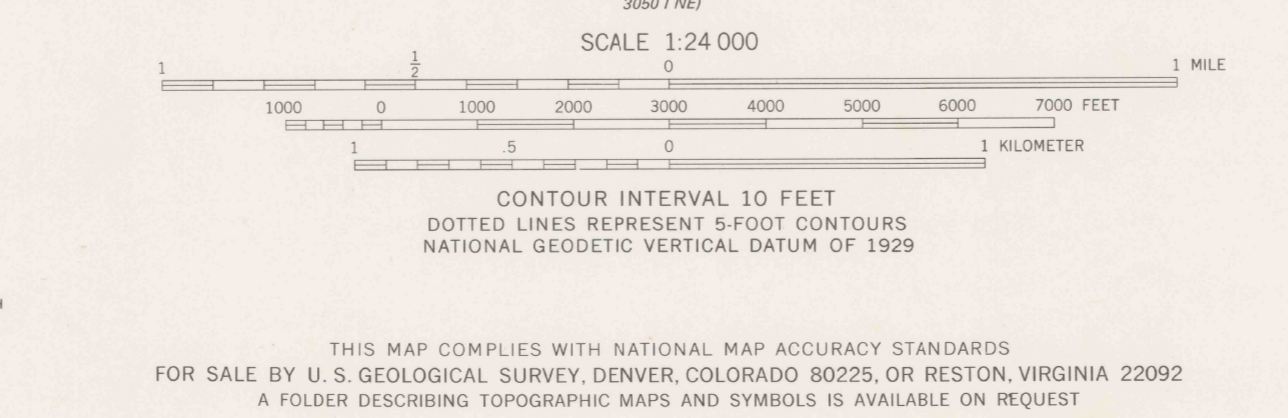 3050 I NE)
SCALE 1:24 000
1 1/2 0 1 MILE
1000 0 1000 2000 3000 4000 5000 6000 7000 FEET
1 .5 0 1 KILOMETER
CONTOUR INTERVAL 10 FEET
DOTTED LINES REPRESENT 5-FOOT CONTOURS
NATIONAL GEODETIC VERTICAL DATUM OF 1929
THIS MAP COMPLIES WITH NATIONAL MAP ACCURACY STANDARDS
FOR SALE BY U. S. GEOLOGICAL SURVEY, DENVER, COLORADO 80225, OR RESTON, VIRGINIA 22092
A FOLDER DESCRIBING TOPOGRAPHIC MAPS AND SYMBOLS IS AVAILABLE ON REQUEST